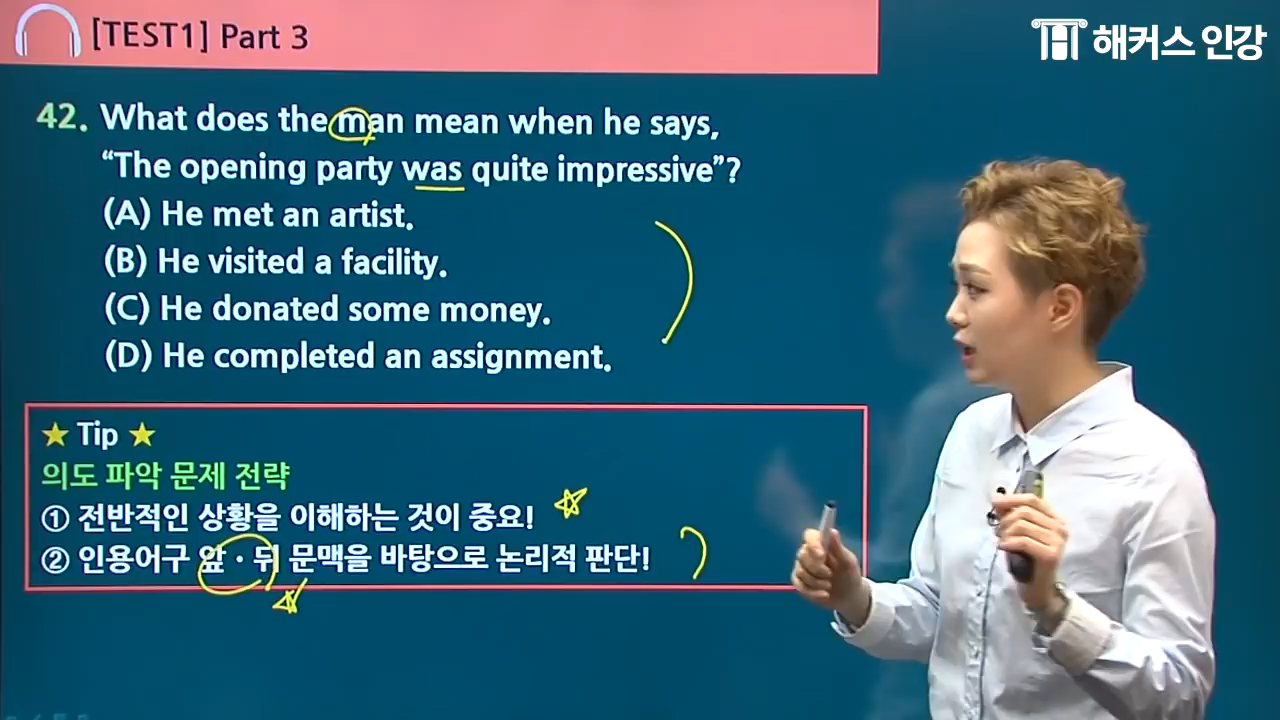 [TEST1] Part 3
해커스 인강
42. What does the man mean when he says,
“The opening party was quite impressive”?
(A) He met an artist.
(B) He visited a facility.
(C) He donated some money.
(D) He completed an assignment.
★ Tip ★
의도 파악 문제 전략
① 전반적인 상황을 이해하는 것이 중요!
② 인용어구 앞·뒤 문맥을 바탕으로 논리적 판단!